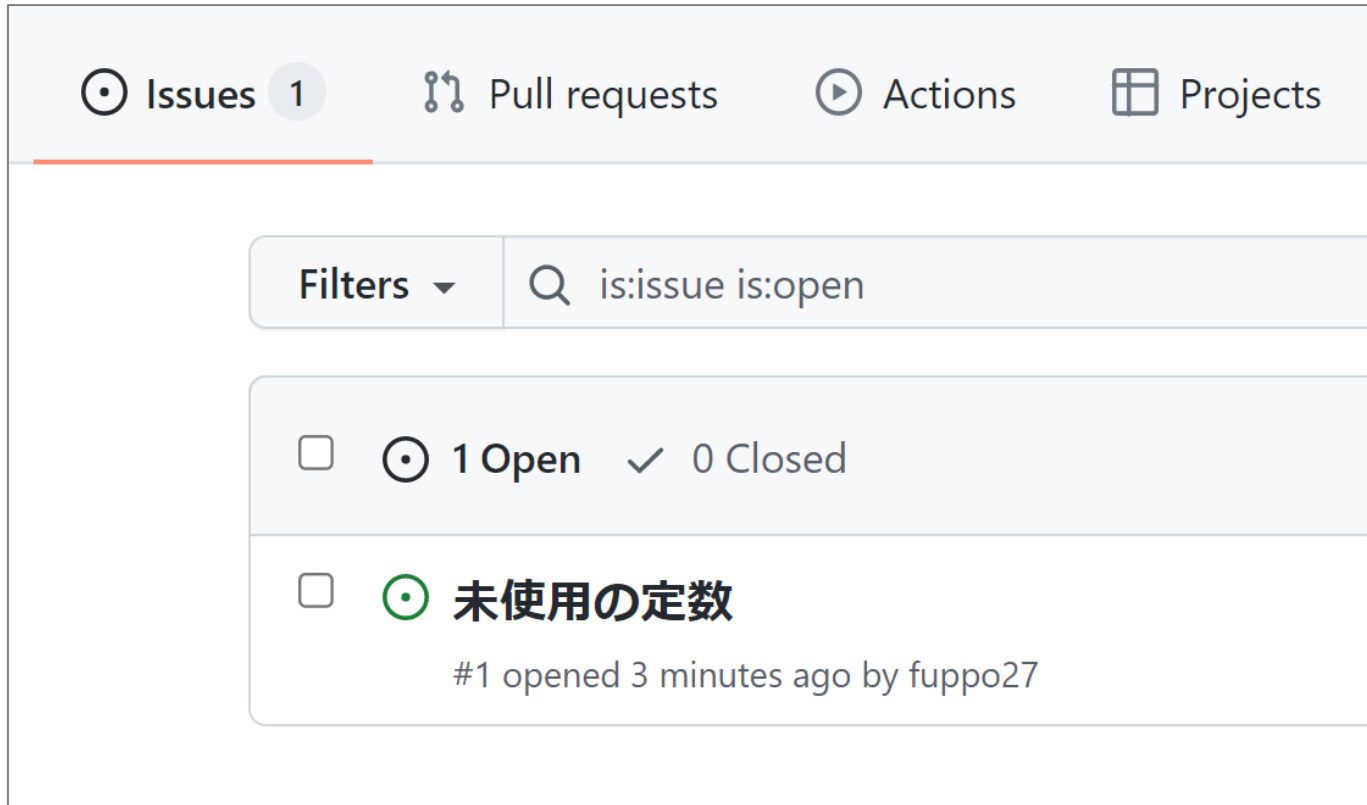 Issues 1 Pull requests Actions Projects
Filters is:issue is:open
1 Open 0 Closed
未使用の定数
#1 opened 3 minutes ago by fuppo27